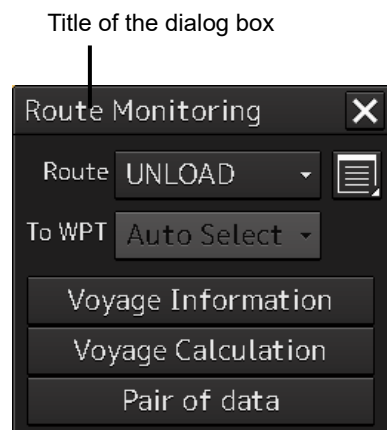 Title of the dialog box
Route Monitoring
Route UNLOAD
To WPT Auto Select
Voyage Information
Voyage Calculation
Pair of data